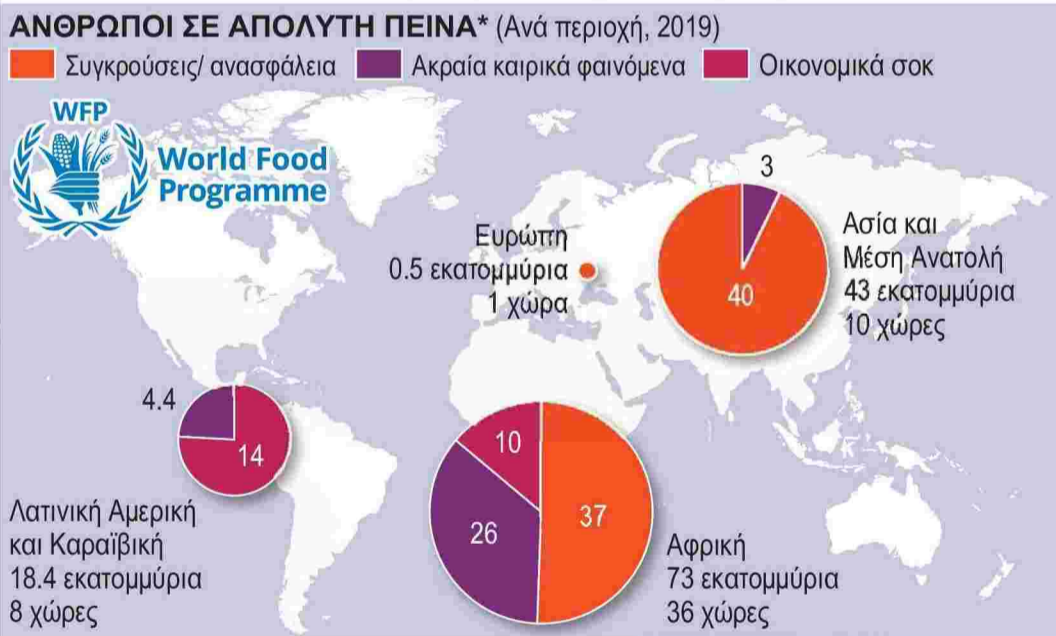 ΑΝΘΡΩΠΟΙ ΣΕ ΑΠΟΛΥΤΗ ΠΕΙΝΑ* (Ανά περιοχή, 2019)
Συγκρούσεις/ ανασφάλεια Ακραία καιρικά φαινόμενα Οικονομικά σοκ
WFP
World Food
Programme
3
40
Ασία και
Μέση Ανατολή
43 εκατομμύρια
10 χώρες
Ευρώπη
0.5 εκατομμύρια
1 χώρα
4.4
14
Λατινική Αμερική
και Καραϊβική
18.4 εκατομμύρια
8 χώρες
10
26
37
Αφρική
73 εκατομμύρια
36 χώρες